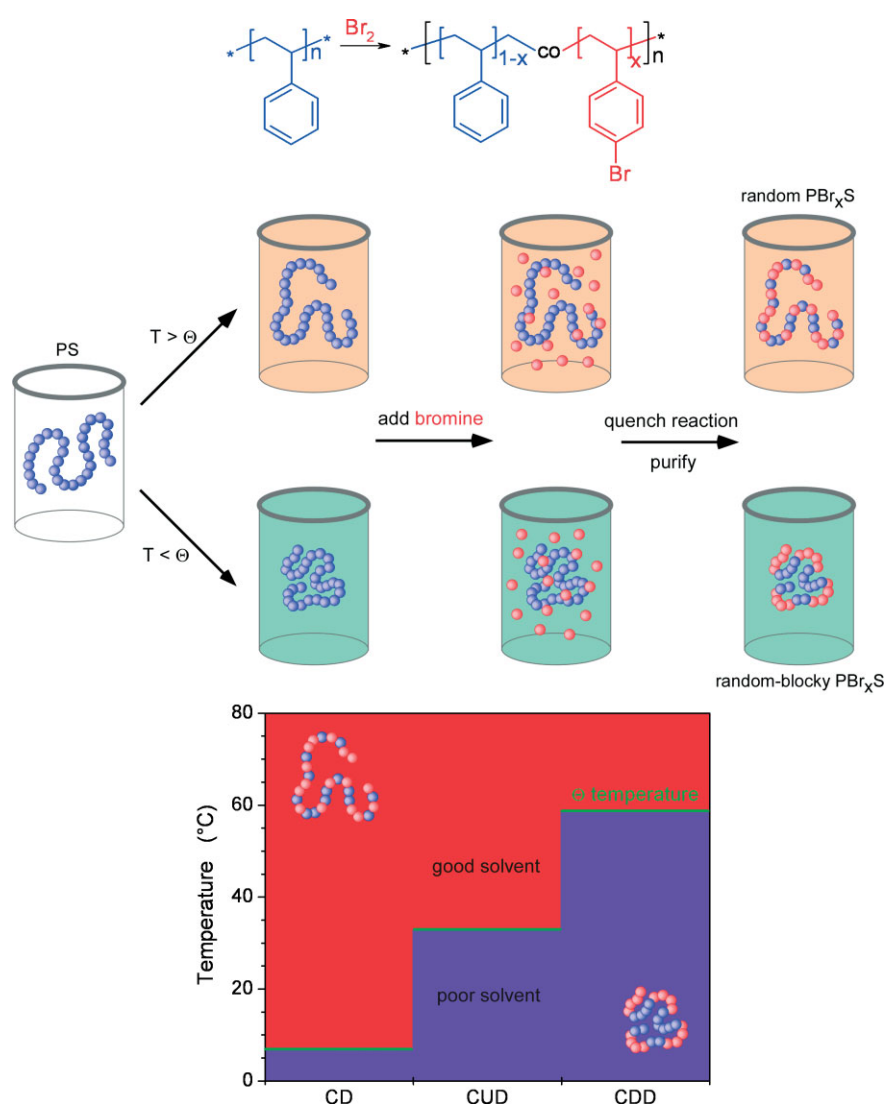 Br2
* [ ]n * * [ [ ]1-x co [ ]x ]n *
Br
random PBrxS
PS
T > Θ
add bromine
quench reaction
purify
T < Θ
random-blocky PBrxS
80
Θ temperature
60
good solvent
40
Temperature (°C)
poor solvent
20
0
CD CUD CDD